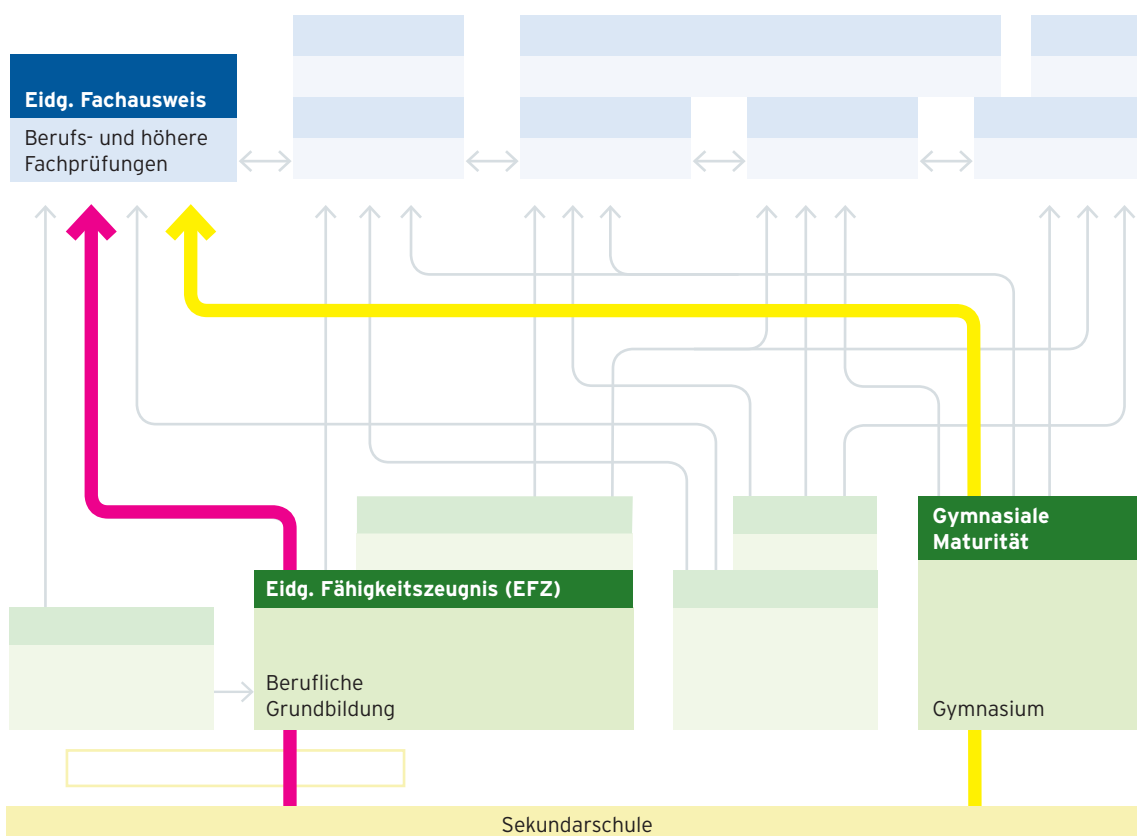 Eidg. Fachausweis
Berufs- und höhere
Fachprüfungen
Gymnasiale
Maturität
Eidg. Fähigkeitszeugnis (EFZ)
Berufliche
Grundbildung
Gymnasium
Sekundarschule